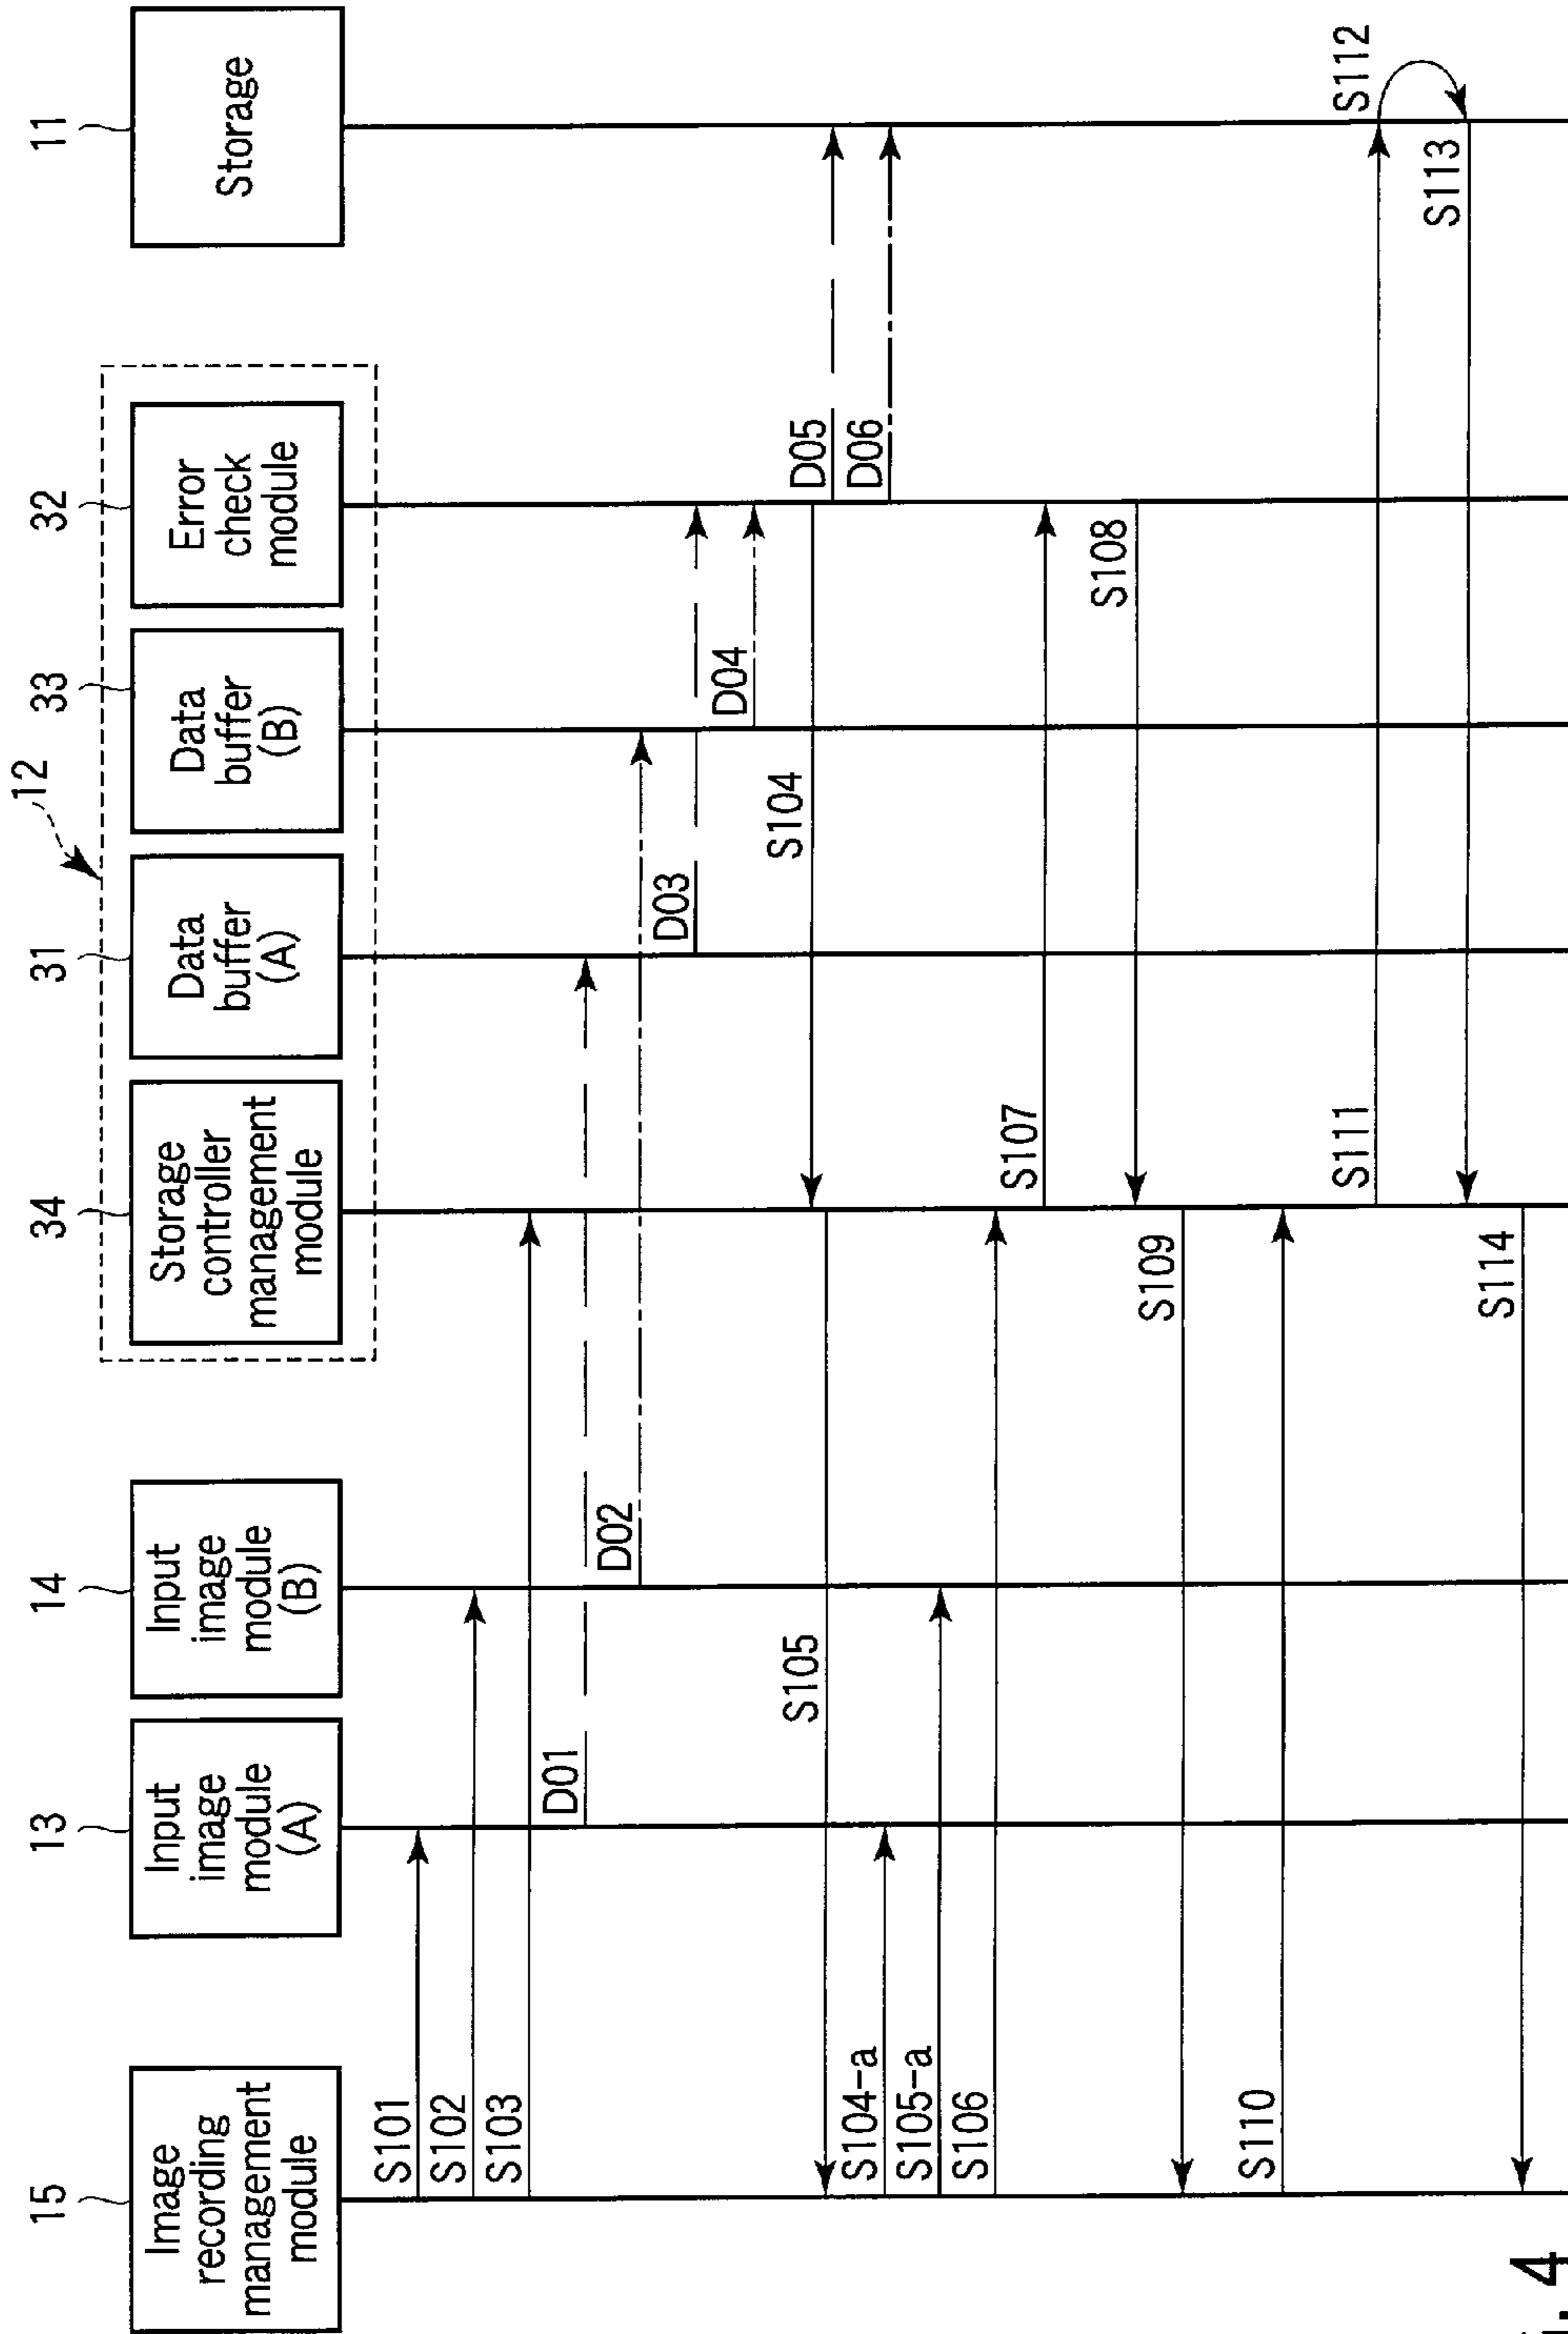 15
13
14
12
34
31
33
32
11
Image
recording
management
module
Input
image
module
(A)
Input
image
module
(B)
Storage
controller
management
module
Data
buffer
(A)
Data
buffer
(B)
Error
check
module
Storage
S101
S102
S103
D01
D02
D03
D04
S104
S105
D05
S104-a
D06
S105-a
S106
S107
S108
S109
S110
S111
S112
S113
S114
. 4